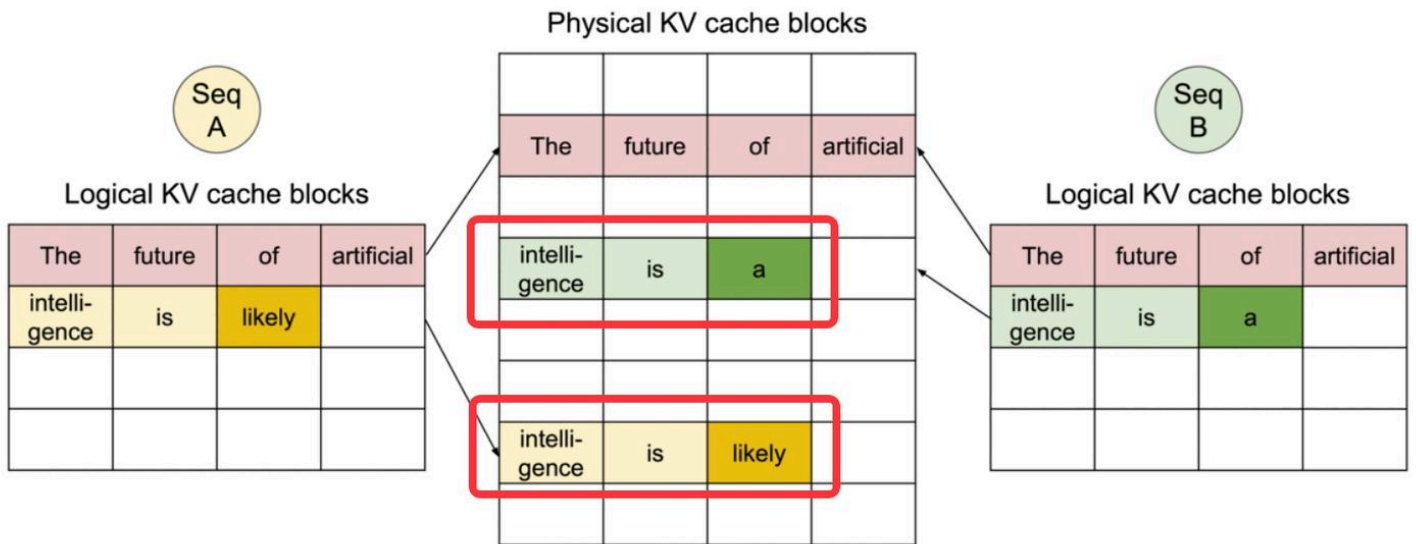 Physical KV cache blocks
Seq
A
Seq
B
Logical KV cache blocks
Logical KV cache blocks
The future of artificial
intelli-
gence is likely
The future of artificial
intelli-
gence is a
intelli-
gence is likely
The future of artificial
intelli-
gence is a